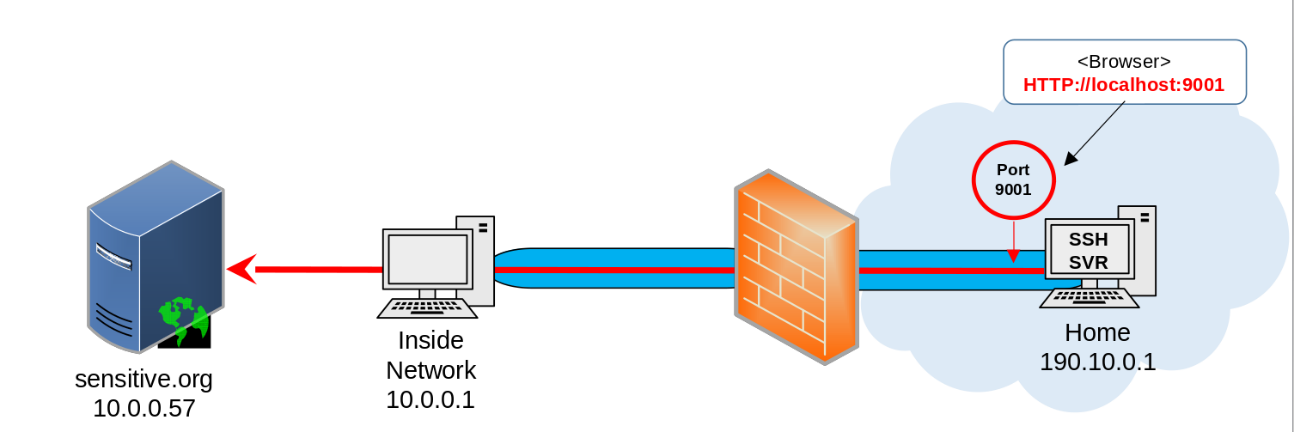 <Browser>
HTTP://localhost:9001
Port
9001
SSH
SVR
Home
190.10.0.1
Inside
Network
10.0.0.1
sensitive.org
10.0.0.57